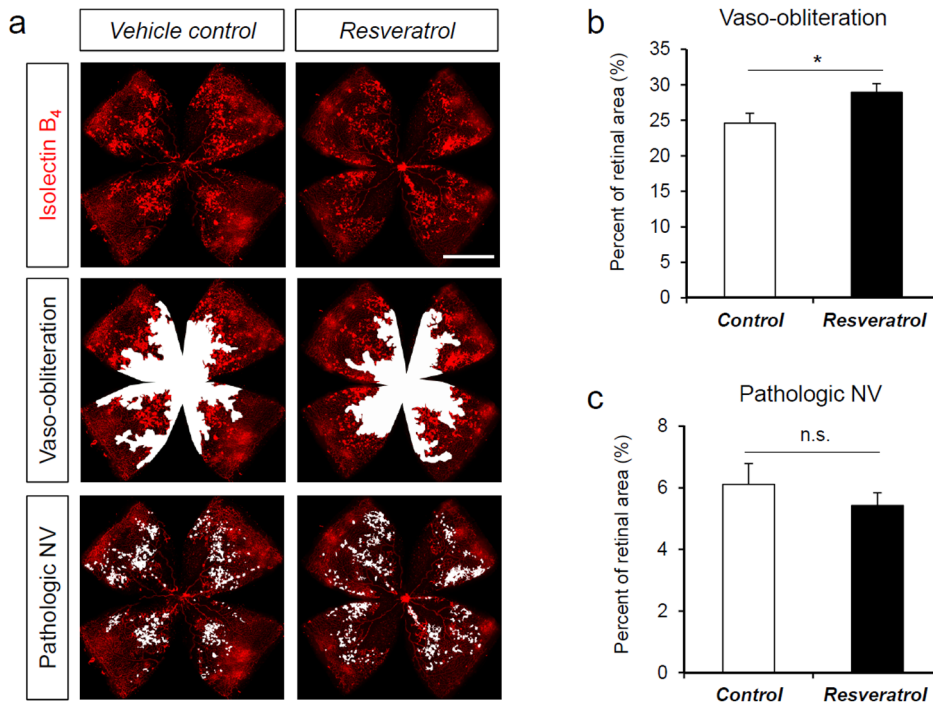 a
Vehicle control
Resveratrol
Isolectin B₄
Vaso-obliteration
Pathologic NV
b
Vaso-obliteration
Percent of retinal area (%)
35
30
25
20
15
10
5
0
*
Control
Resveratrol
c
Pathologic NV
Percent of retinal area (%)
8
6
4
2
0
n.s.
Control
Resveratrol